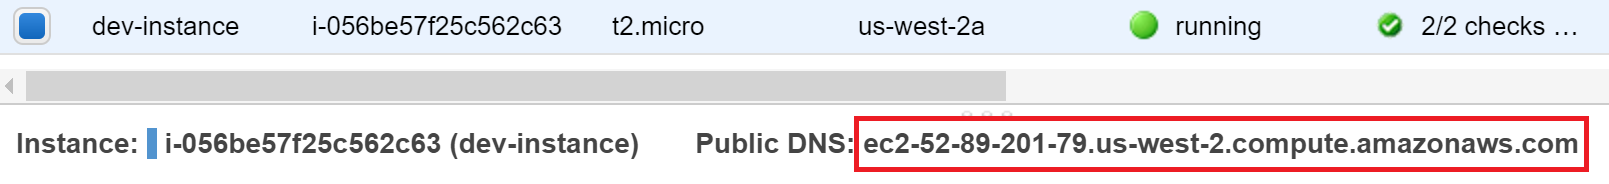 dev-instance i-056be57f25c562c63 t2.micro us-west-2a running 2/2 checks ...
Instance: i-056be57f25c562c63 (dev-instance) Public DNS: ec2-52-89-201-79.us-west-2.compute.amazonaws.com